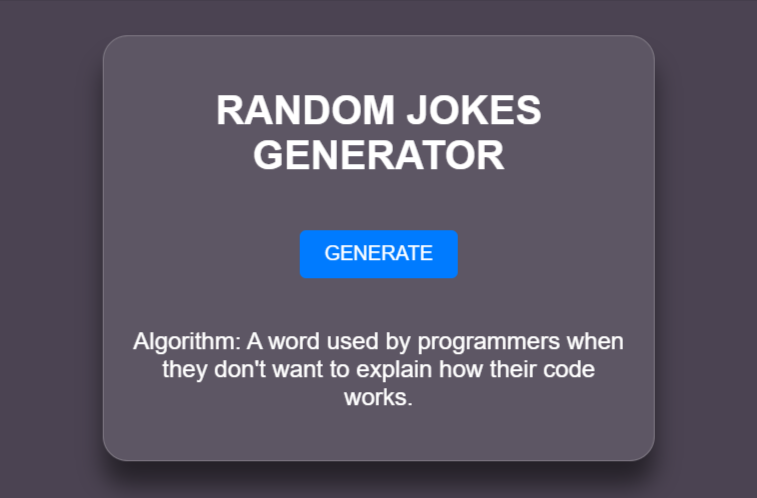 RANDOM JOKES
GENERATOR
GENERATE
Algorithm: A word used by programmers when
they don't want to explain how their code
works.